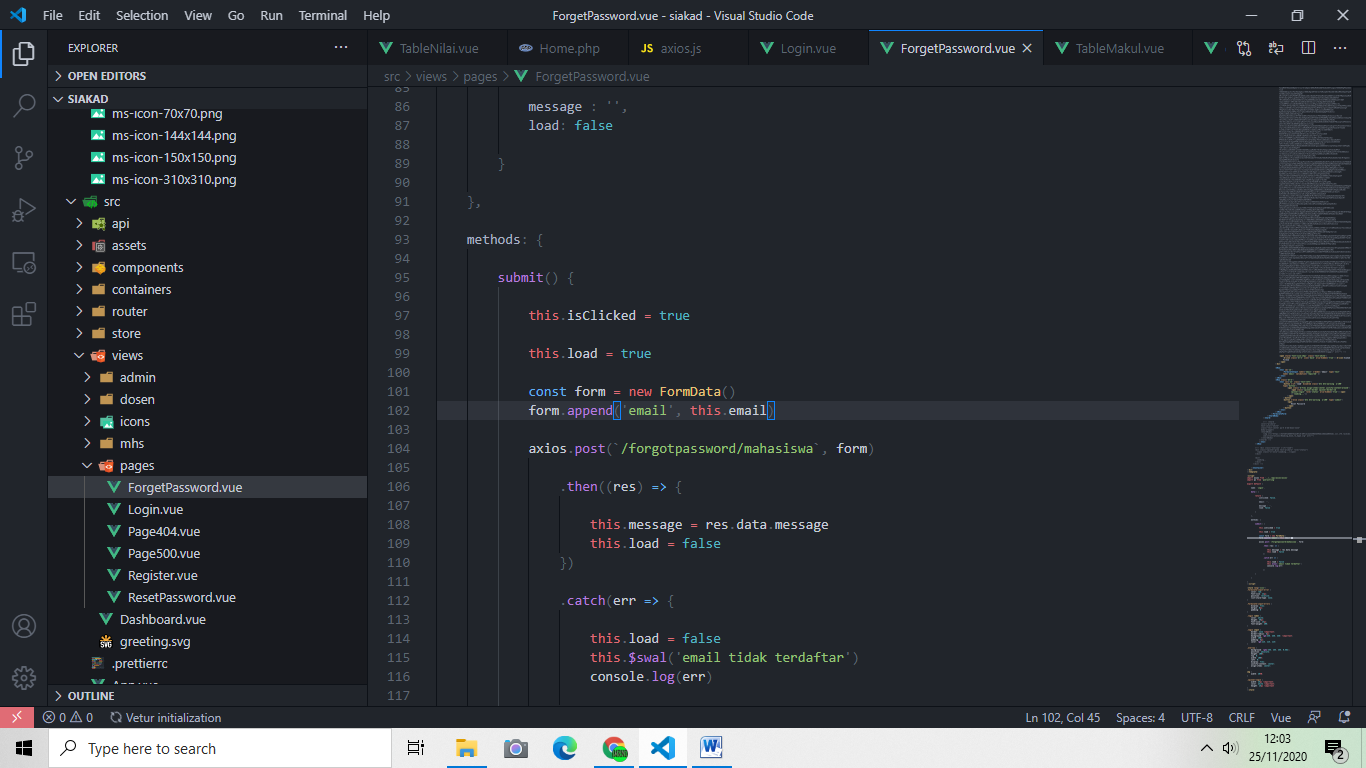 File Edit Selection View Go Run Terminal Help
ForgetPassword.vue - siakad - Visual Studio Code
EXPLORER
TableNilai.vue
Home.php
JS axios.js
Login.vue
ForgetPassword.vue
TableMakul.vue
OPEN EDITORS
src > views > pages > ForgetPassword.vue
SIAKAD
ms-icon-70x70.png
ms-icon-144x144.png
ms-icon-150x150.png
ms-icon-310x310.png
src
api
assets
components
containers
router
store
views
admin
dosen
icons
mhs
pages
ForgetPassword.vue
Login.vue
Page404.vue
Page500.vue
Register.vue
ResetPassword.vue
Dashboard.vue
greeting.svg
.prettierrc
App.vue
OUTLINE
85
86 message : '',
87 load: false
88
89 }
90
91 },
92
93 methods: {
94
95 submit() {
96
97 this.isClicked = true
98
99 this.load = true
100
101 const form = new FormData()
102 form.append('email', this.email)
103
104 axios.post(`/forgotpassword/mahasiswa`, form)
105
106 .then((res) => {
107
108 this.message = res.data.message
109 this.load = false
110 })
111
112 .catch(err => {
113
114 this.load = false
115 this.$swal('email tidak terdaftar')
116 console.log(err)
117
0 0 Vetur initialization
Ln 102, Col 45 Spaces: 4 UTF-8 CRLF Vue
Type here to search
12:03
25/11/2020
2